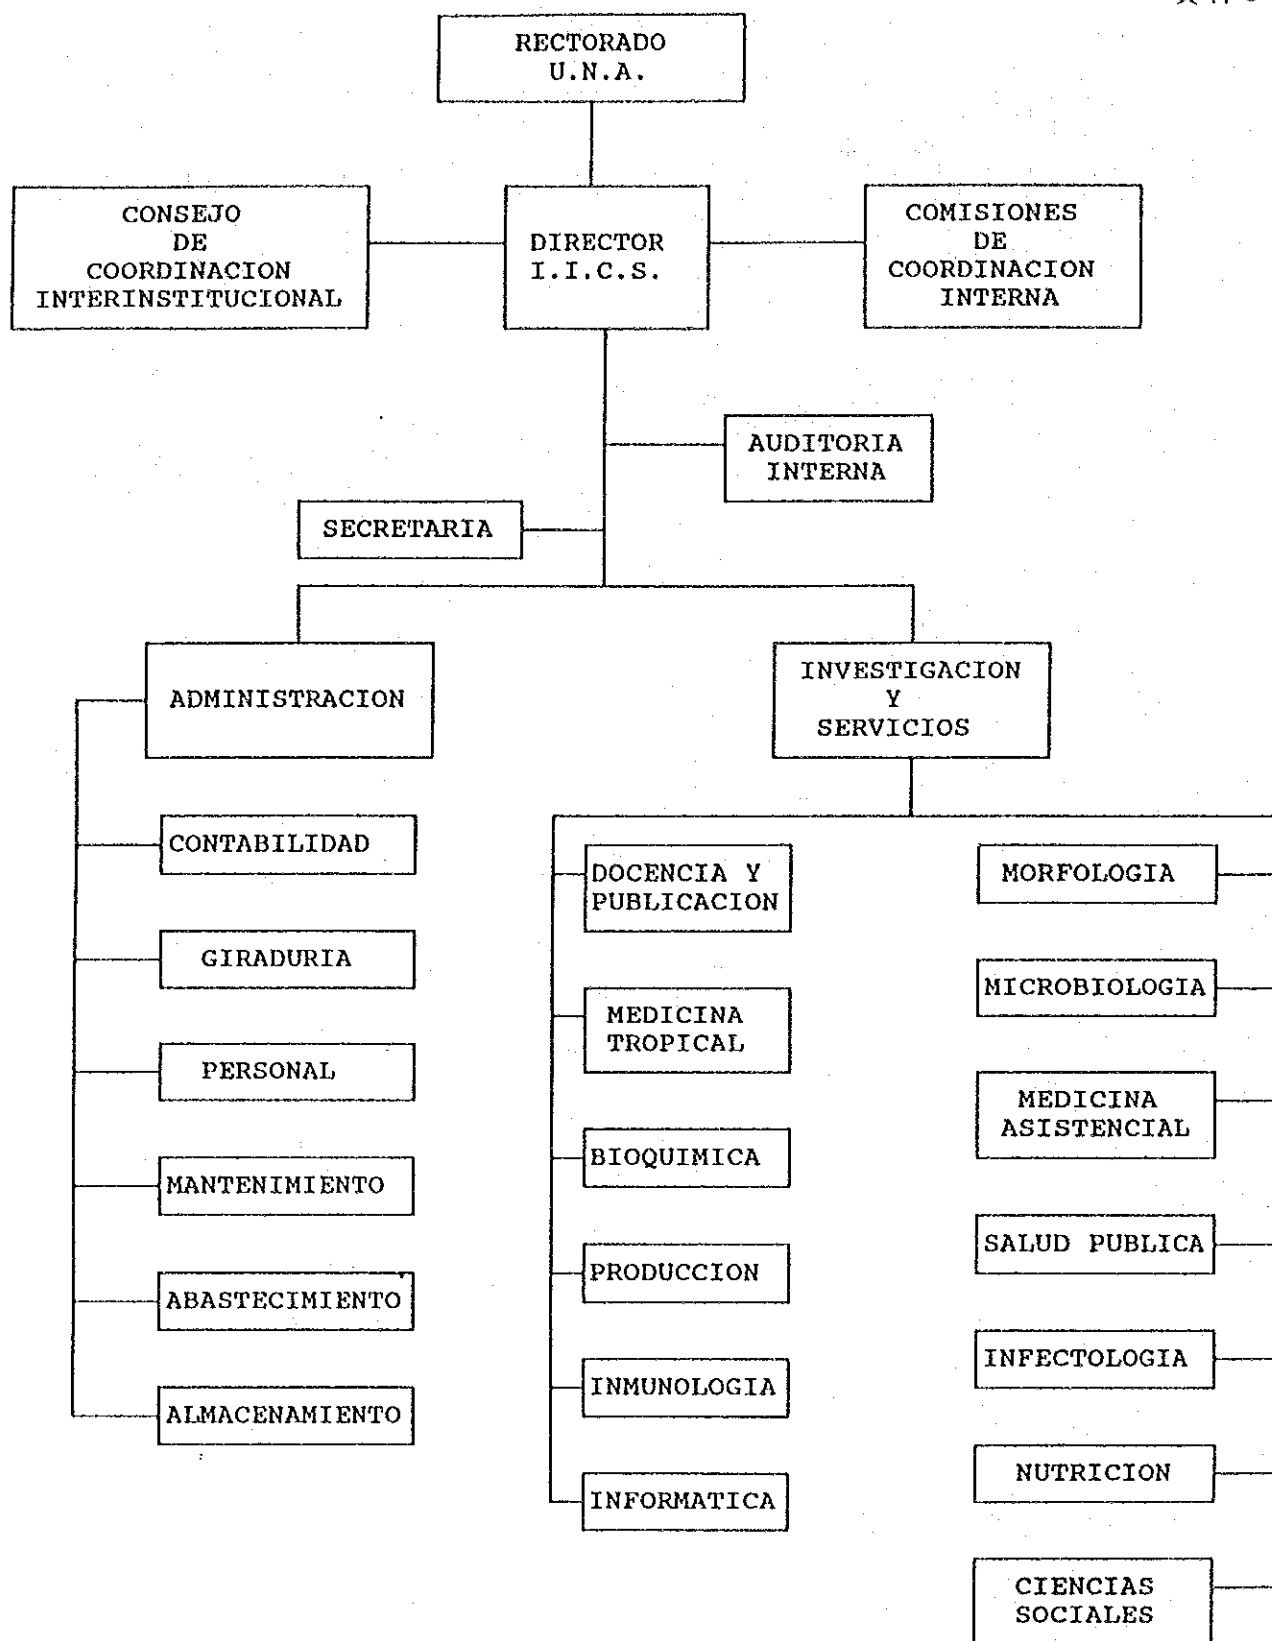 RECTORADO
U.N.A.
CONSEJO
DE
COORDINACION
INTERINSTITUCIONAL
DIRECTOR
I.I.C.S.
COMISIONES
DE
COORDINACION
INTERNA
AUDITORIA
INTERNA
SECRETARIA
ADMINISTRACION
INVESTIGACION
Y
SERVICIOS
CONTABILIDAD
GIRADURIA
PERSONAL
MANTENIMIENTO
ABASTECIMIENTO
ALMACENAMIENTO
DOCENCIA Y
PUBLICACION
MEDICINA
TROPICAL
BIOQUIMICA
PRODUCCION
INMUNOLOGIA
INFORMATICA
MORFOLOGIA
MICROBIOLOGIA
MEDICINA
ASISTENCIAL
SALUD PUBLICA
INFECTOLOGIA
NUTRICION
CIENCIAS
SOCIALES